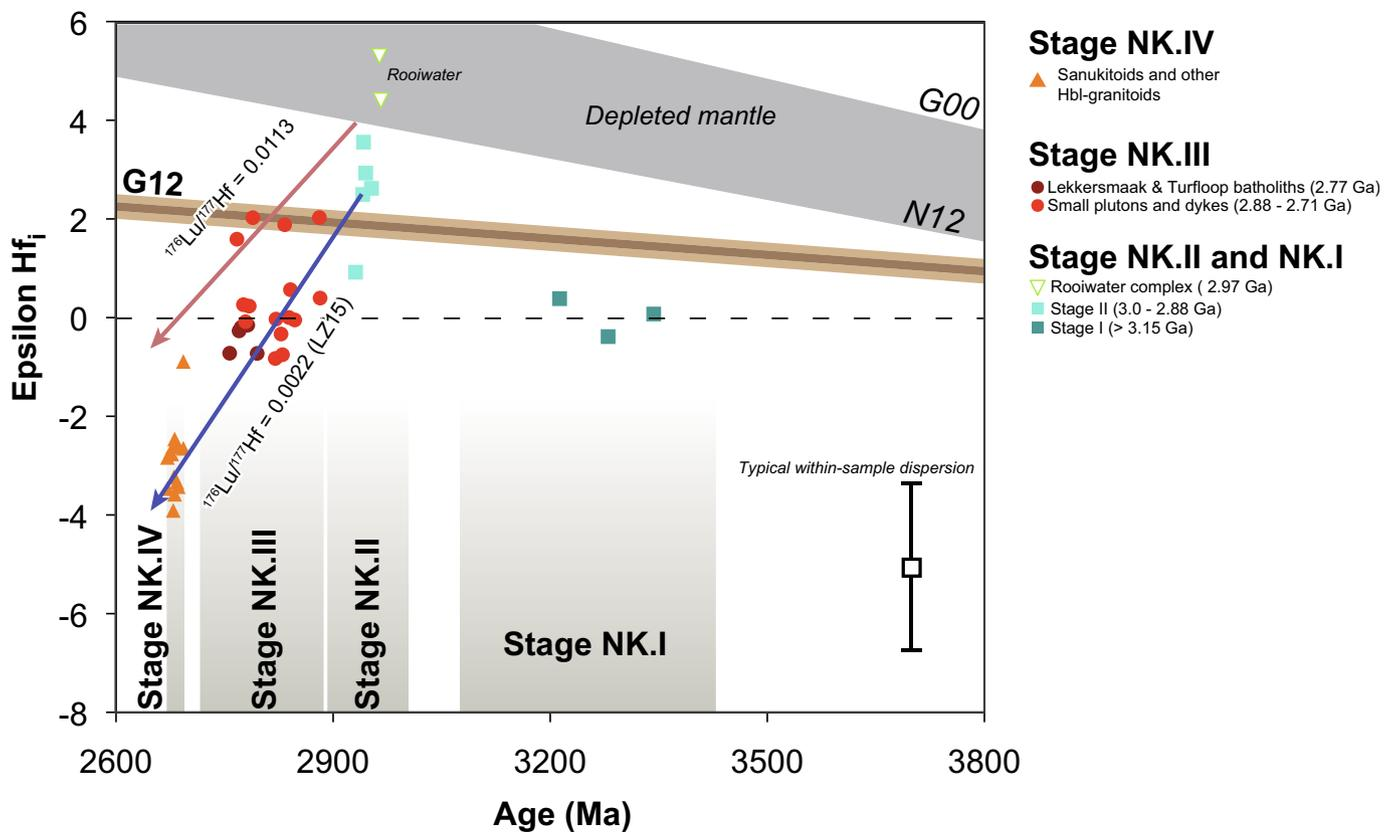 6
4
2
0
-2
-4
-6
-8
Epsilon Hfi
2600
2900
3200
3500
3800
Age (Ma)
Rooiwater
Depleted mantle
G00
N12
G12
176Lu/177Hf = 0.0113
176Lu/177Hf = 0.0022 (LZ15)
Typical within-sample dispersion
Stage NK.IV
Stage NK.III
Stage NK.II
Stage NK.I
Stage NK.IV
Sanukitoids and other
Hbl-granitoids
Stage NK.III
Lekkersmaak & Turfloop batholiths (2.77 Ga)
Small plutons and dykes (2.88 - 2.71 Ga)
Stage NK.II and NK.I
Rooiwater complex ( 2.97 Ga)
Stage II (3.0 - 2.88 Ga)
Stage I (> 3.15 Ga)